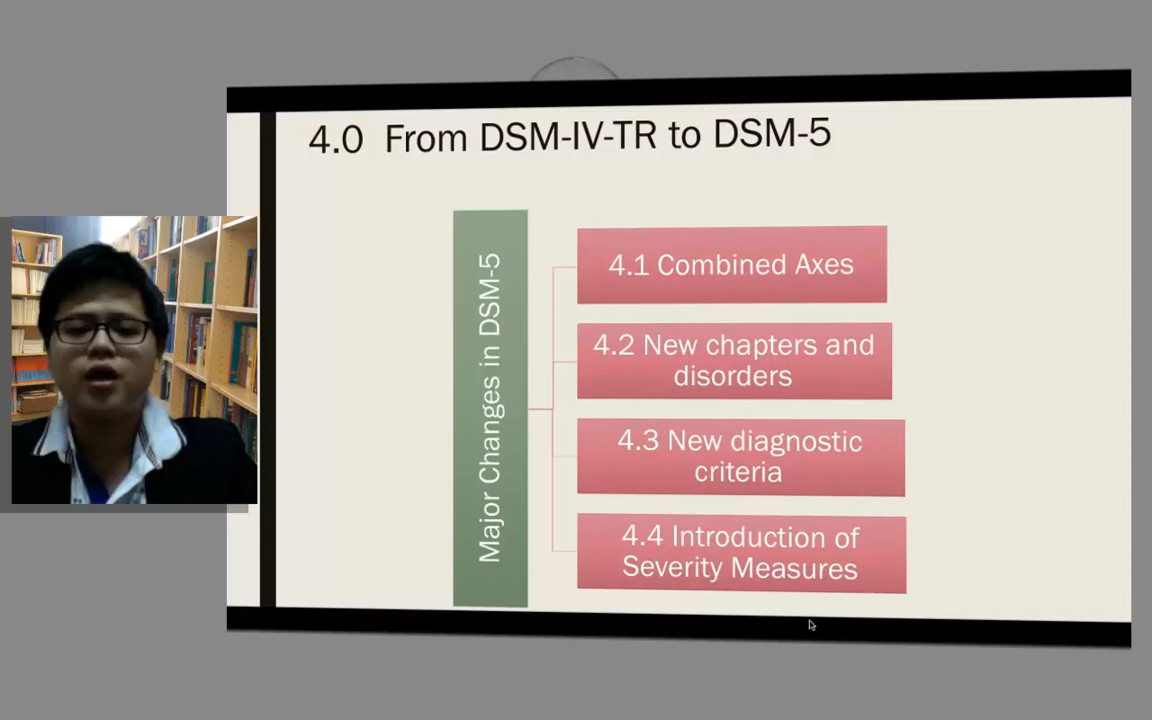 4.0 From DSM-IV-TR to DSM-5
Major Changes in DSM-5
4.1 Combined Axes
4.2 New chapters and
disorders
4.3 New diagnostic
criteria
4.4 Introduction of
Severity Measures